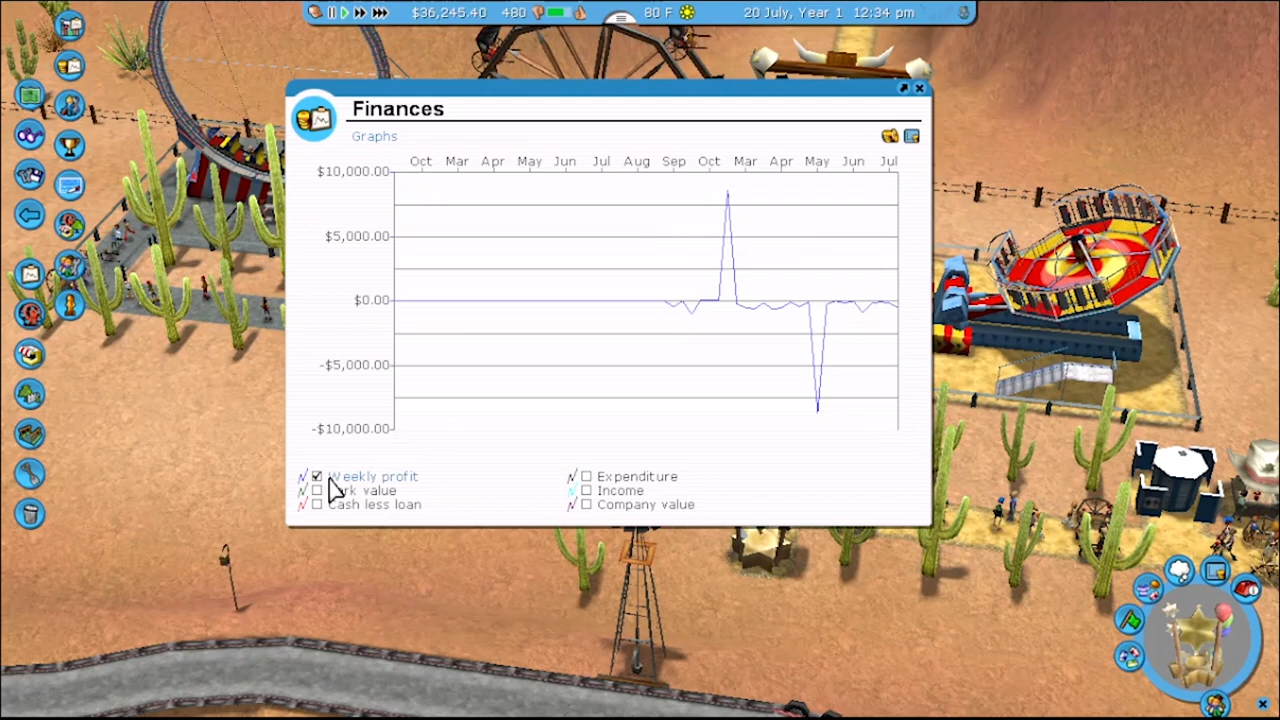 $36,245.40 480 80 F 20 July, Year 1 12:34 pm
Finances
Graphs
Oct Mar Apr May Jun Jul Aug Sep Oct Mar Apr May Jun Jul
$10,000.00
$5,000.00
$0.00
-$5,000.00
-$10,000.00
Weekly profit Expenditure
value Income
Cash less loan Company value